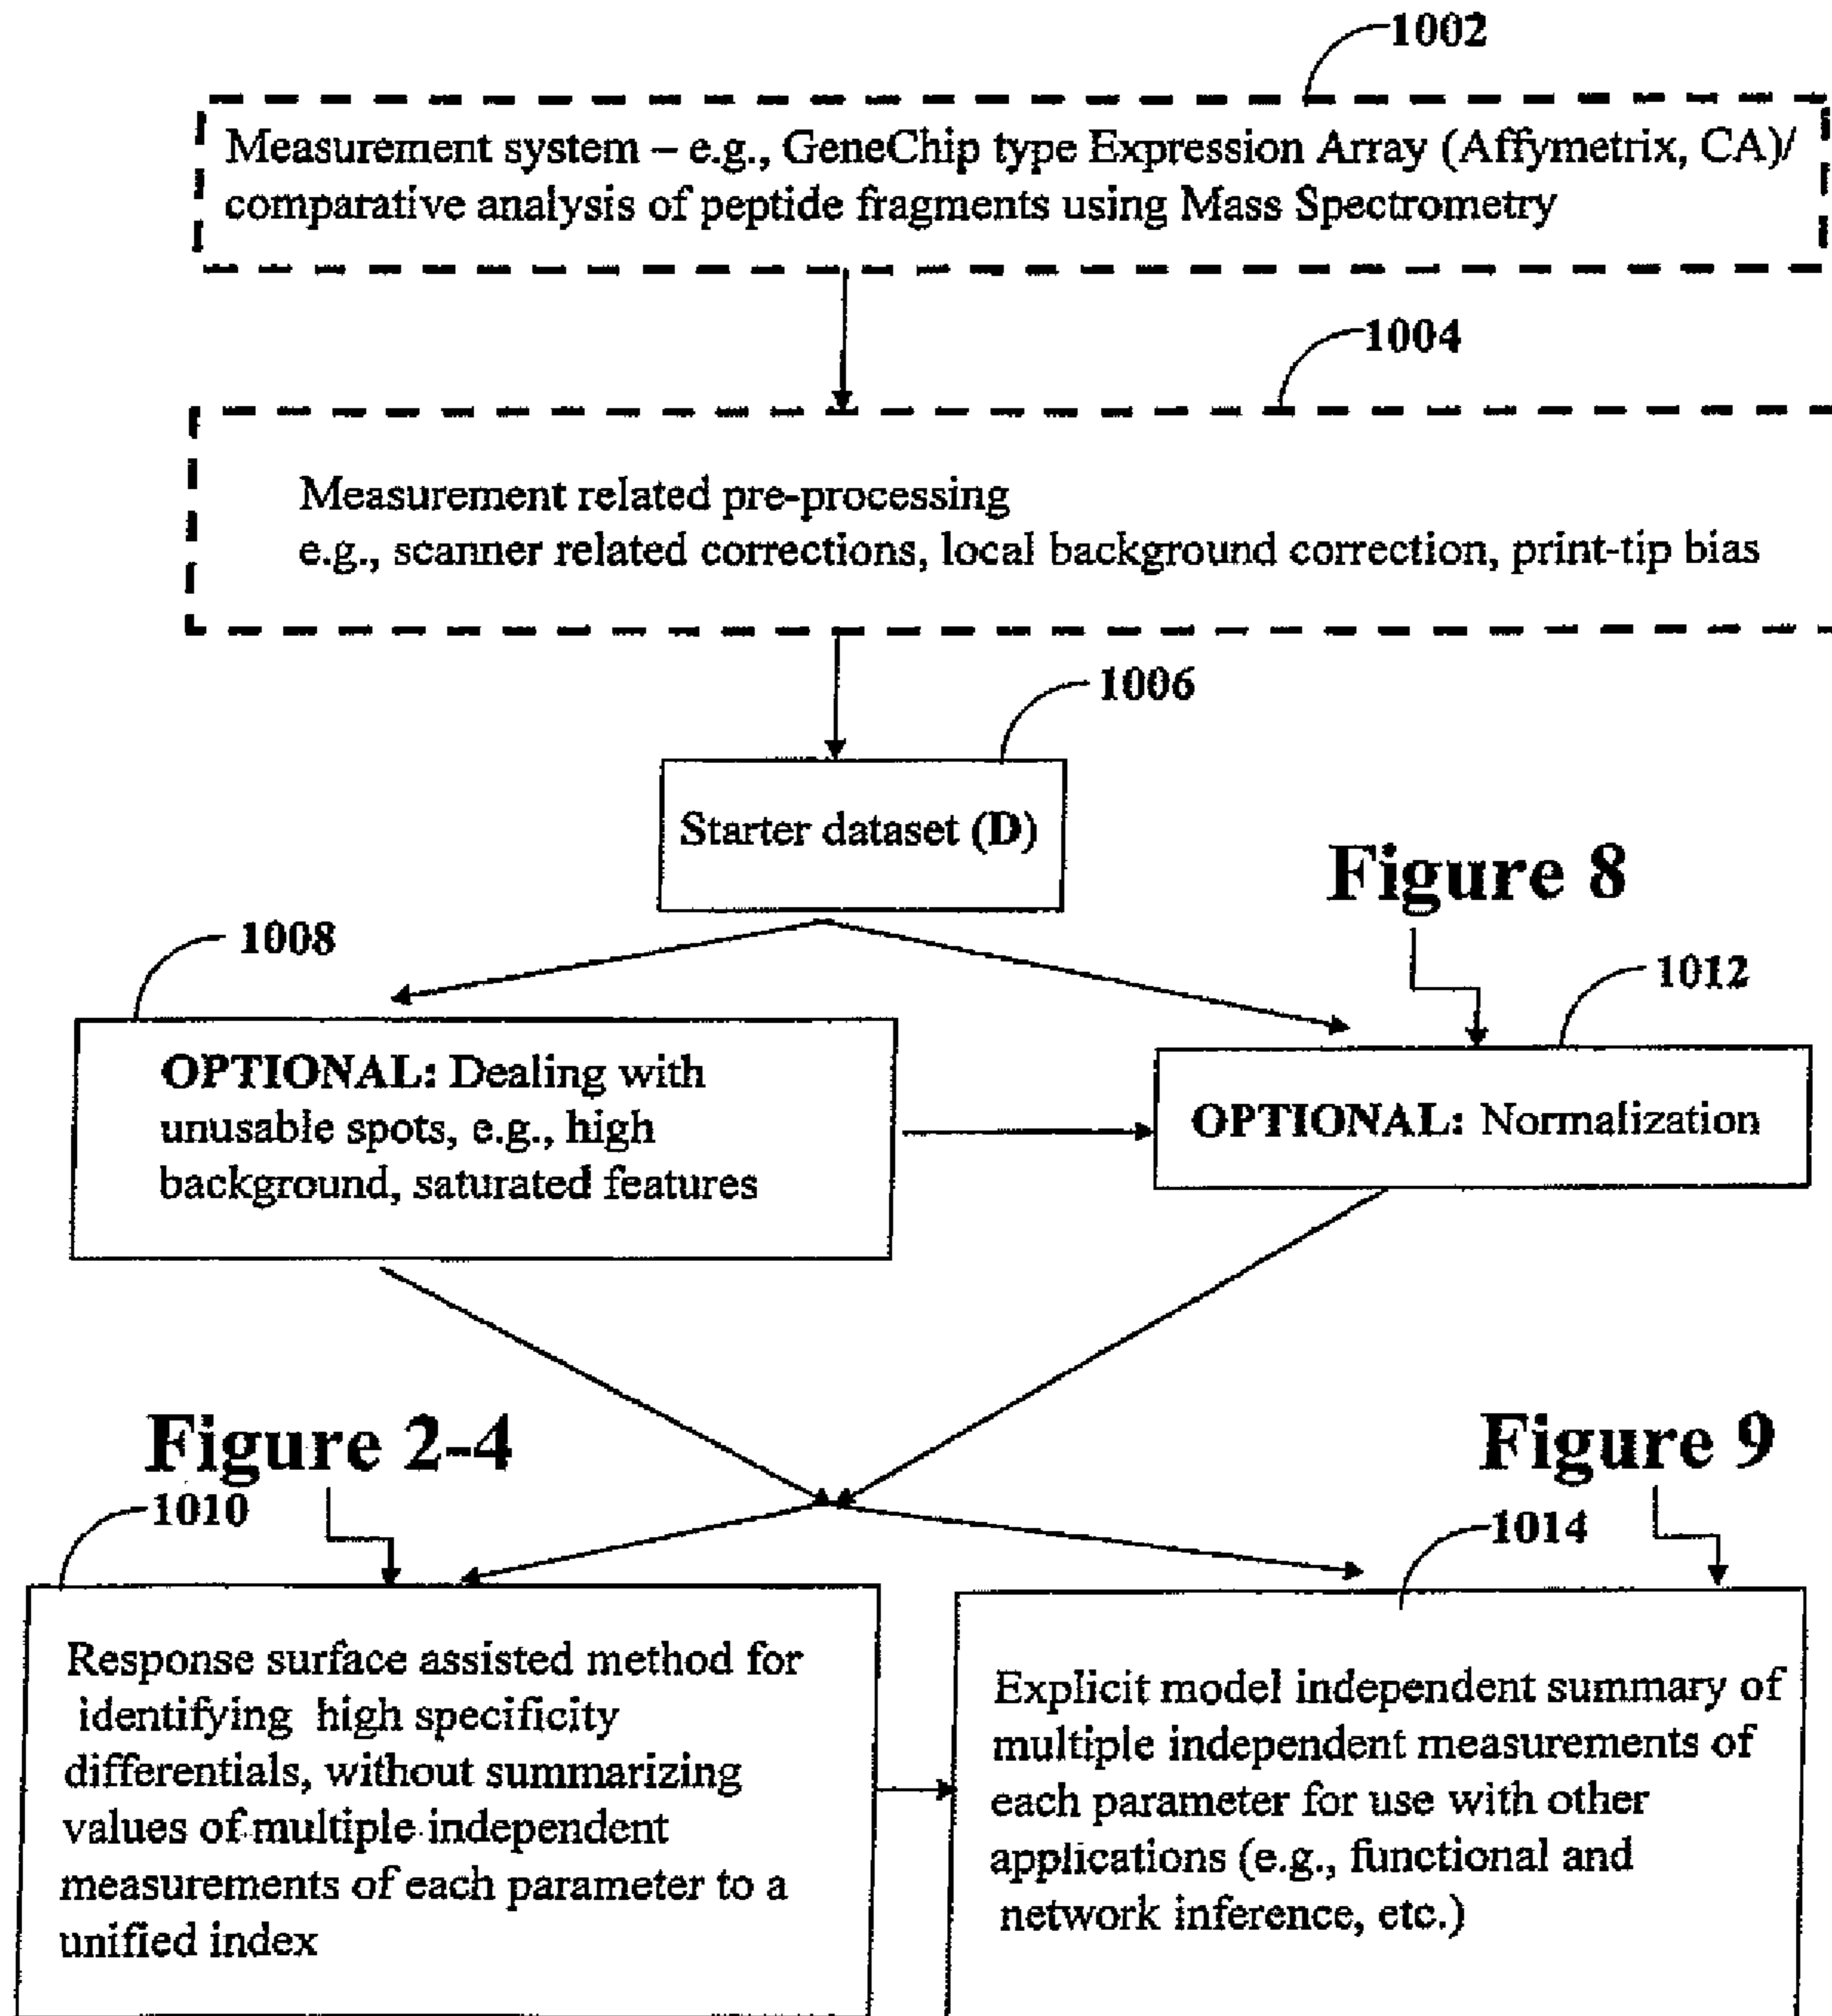 1002
Measurement system – e.g., GeneChip type Expression Array (Affymetrix, CA)/
comparative analysis of peptide fragments using Mass Spectrometry
1004
Measurement related pre-processing
e.g., scanner related corrections, local background correction, print-tip bias
1006
Starter dataset (D)
Figure 8
1008
1012
OPTIONAL: Dealing with
unusable spots, e.g., high
background, saturated features
OPTIONAL: Normalization
Figure 2-4
Figure 9
1010
1014
Response surface assisted method for
identifying high specificity
differentials, without summarizing
values of multiple independent
measurements of each parameter to a
unified index
Explicit model independent summary of
multiple independent measurements of
each parameter for use with other
applications (e.g., functional and
network inference, etc.)